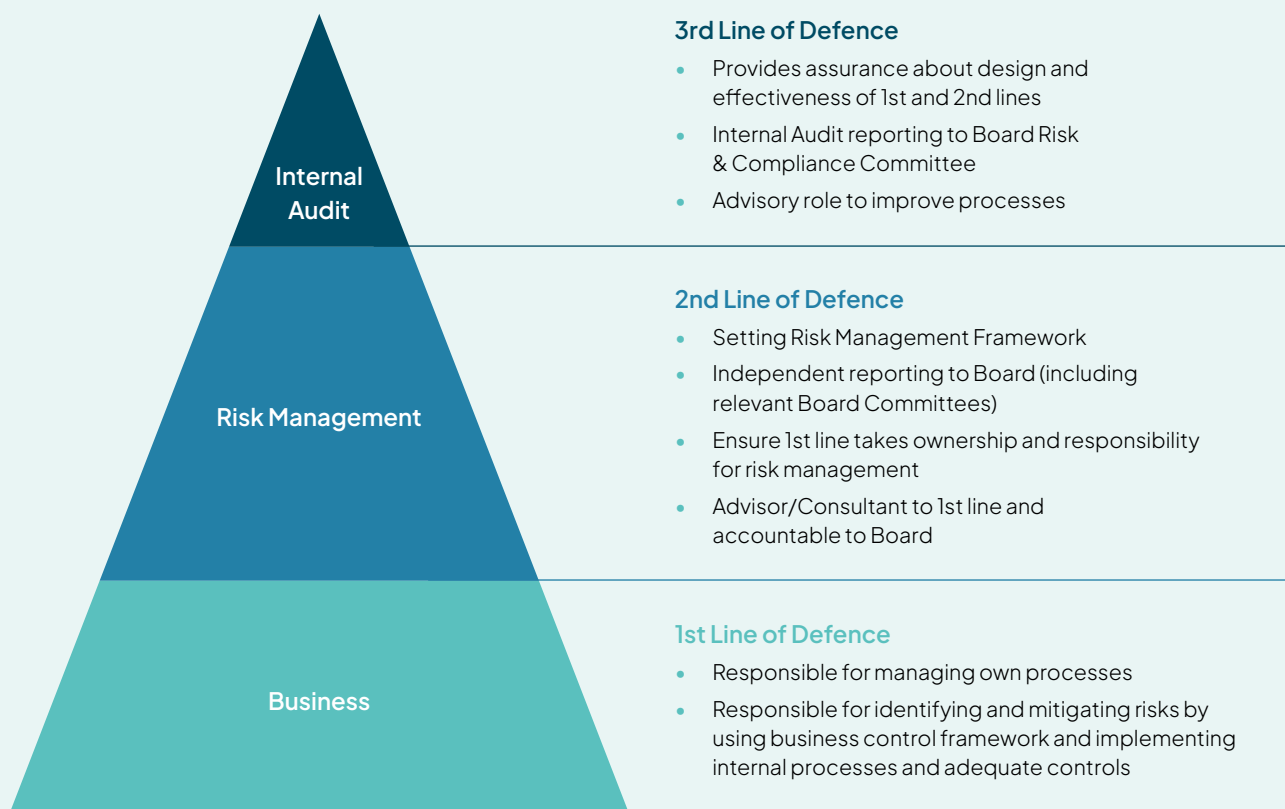 3rd Line of Defence
• Provides assurance about design and
effectiveness of 1st and 2nd lines
• Internal Audit reporting to Board Risk
& Compliance Committee
• Advisory role to improve processes
Internal
Audit
2nd Line of Defence
• Setting Risk Management Framework
• Independent reporting to Board (including
relevant Board Committees)
• Ensure 1st line takes ownership and responsibility
for risk management
• Advisor/Consultant to 1st line and
accountable to Board
Risk Management
1st Line of Defence
• Responsible for managing own processes
• Responsible for identifying and mitigating risks by
using business control framework and implementing
internal processes and adequate controls
Business